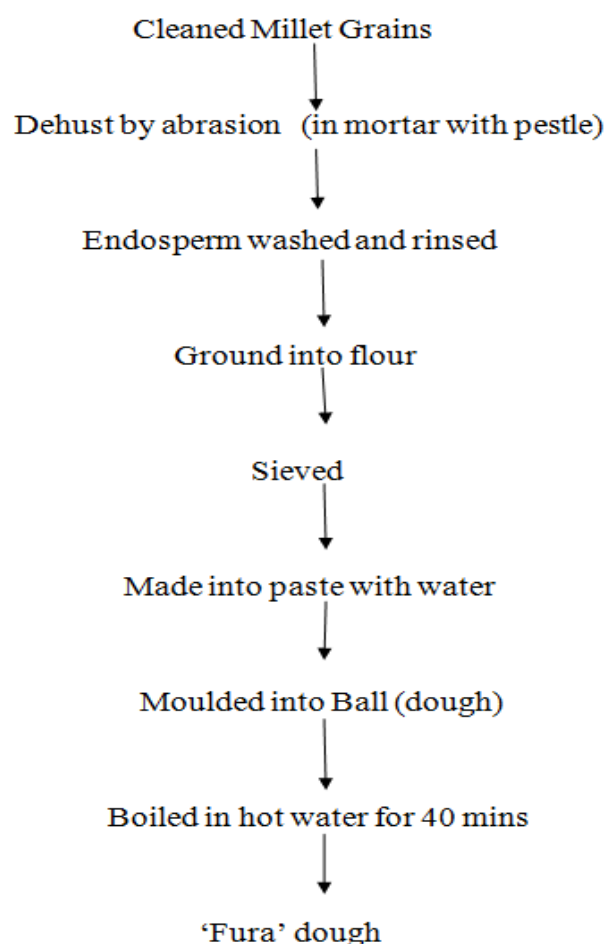 Cleaned Millet Grains
Dehust by abrasion (in mortar with pestle)
Endosperm washed and rinsed
Ground into flour
Sieved
Made into paste with water
Moulded into Ball (dough)
Boiled in hot water for 40 mins
‘Fura’ dough